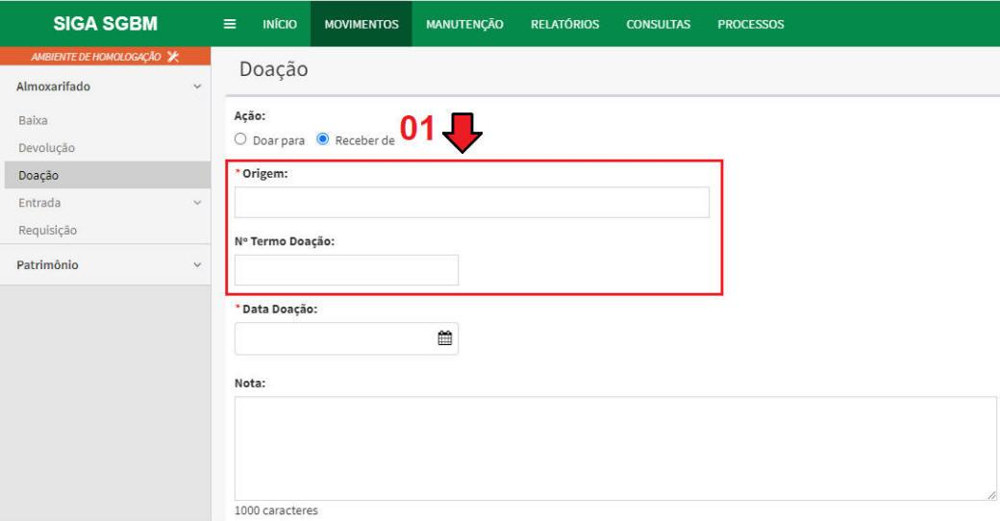 SIGA SGBM
INÍCIO MOVIMENTOS MANUTENÇÃO RELATÓRIOS CONSULTAS PROCESSOS
AMBIENTE DE HOMOLOGAÇÃO
Almoxarifado
Baixa
Devolução
Doação
Entrada
Requisição
Patrimônio
Doação
Ação:
Doar para Receber de
01
* Origem:
Nº Termo Doação:
* Data Doação:
Nota:
1000 caracteres